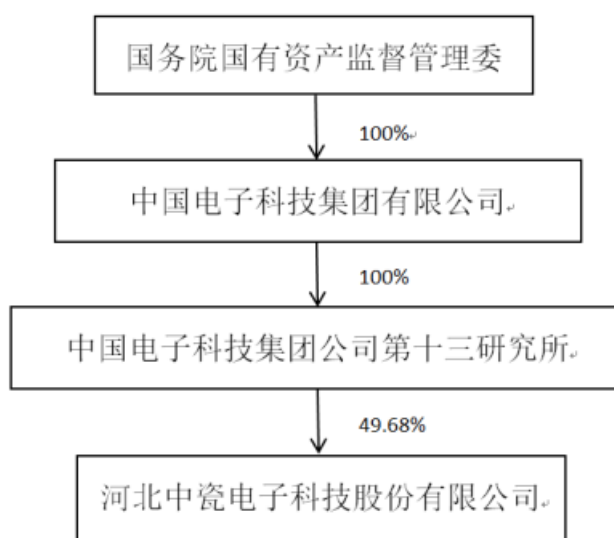 国务院国有资产监督管理委
100%
中国电子科技集团有限公司
100%
中国电子科技集团公司第十三研究所
49.68%
河北中瓷电子科技股份有限公司